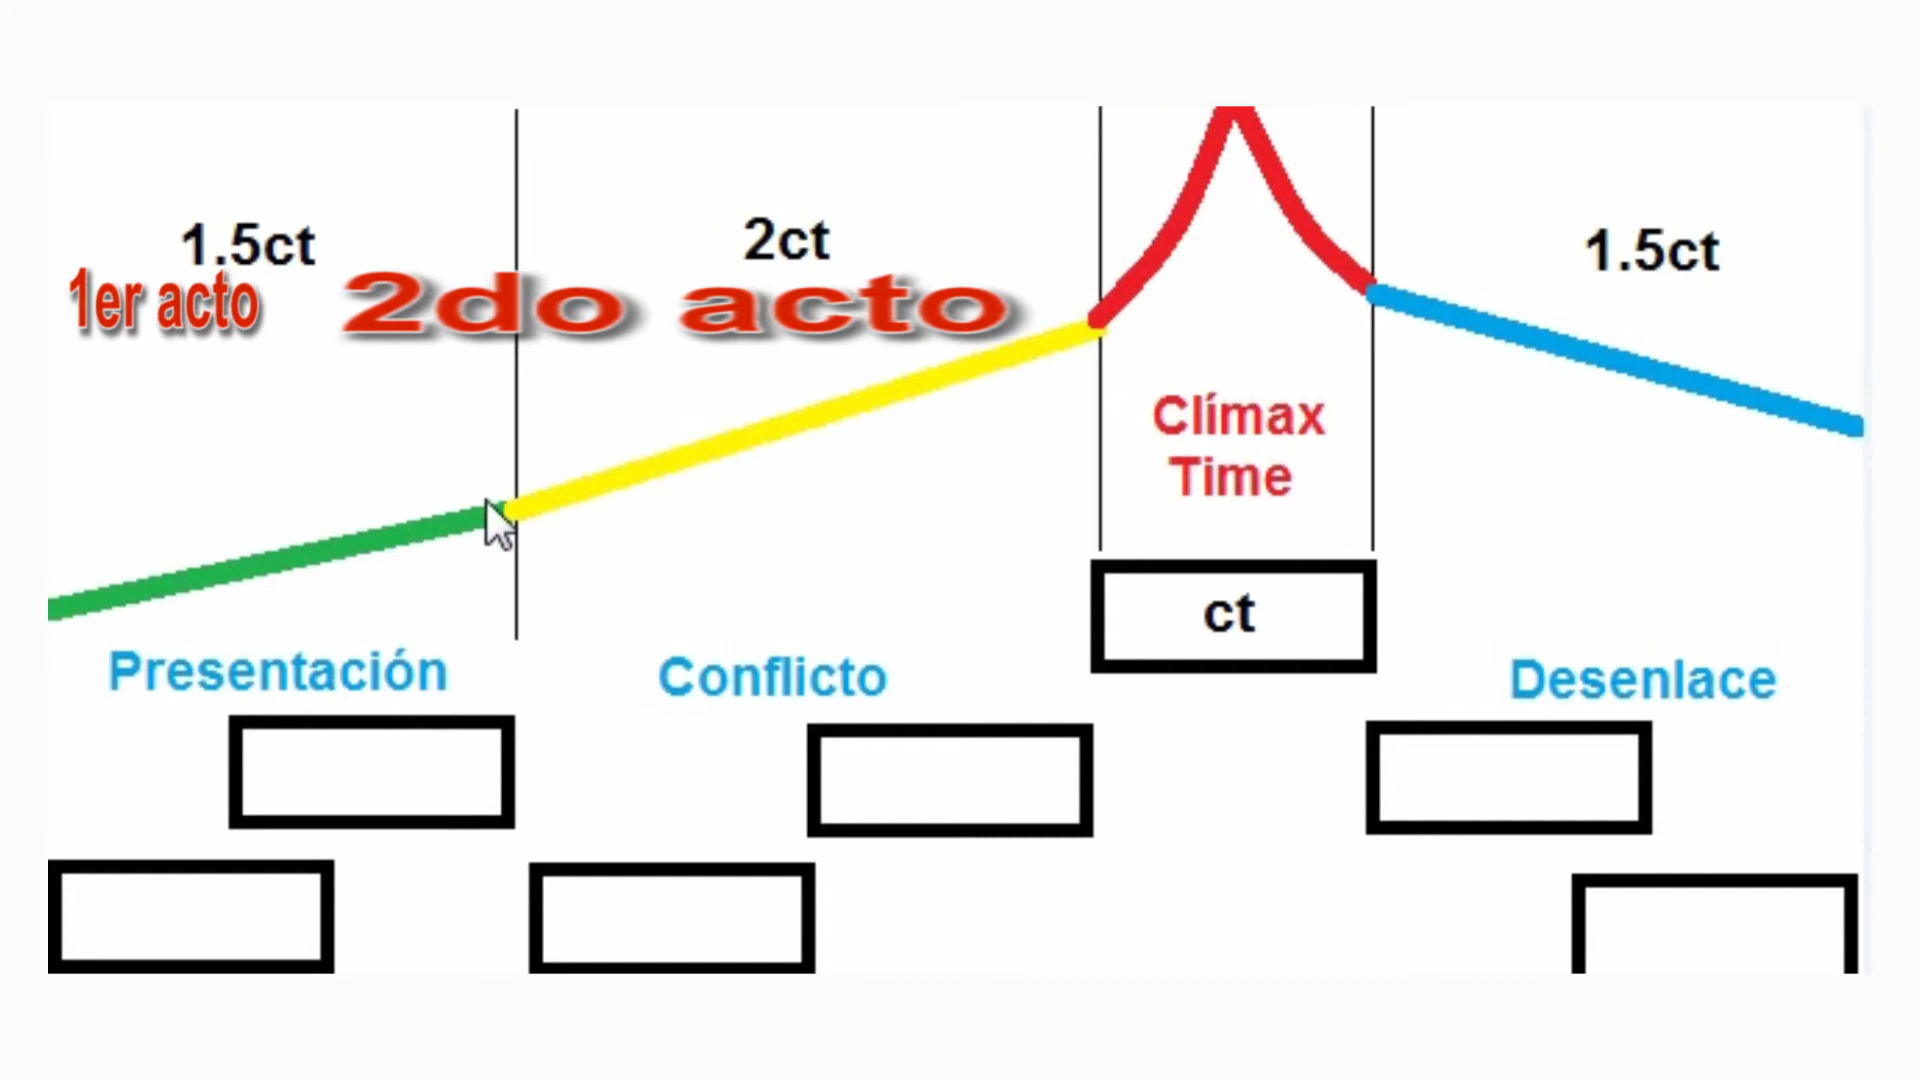 1.5ct
2ct
1.5ct
1er acto
2do acto
Clímax
Time
ct
Presentación
Conflicto
Desenlace